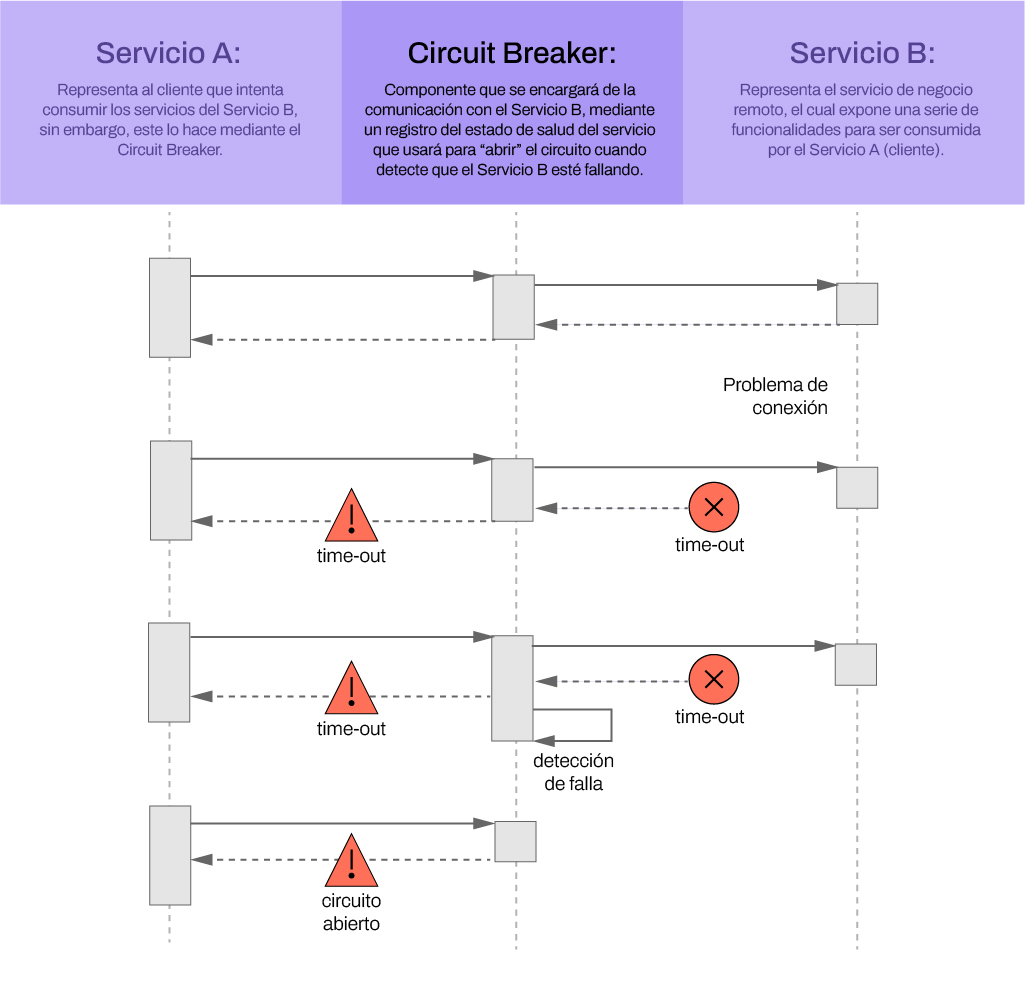 Servicio A:
Representa al cliente que intenta
consumir los servicios del Servicio B,
sin embargo, este lo hace mediante el
Circuit Breaker.
Circuit Breaker:
Componente que se encargará de la
comunicación con el Servicio B, mediante
un registro del estado de salud del servicio
que usará para “abrir” el circuito cuando
detecte que el Servicio B esté fallando.
Servicio B:
Representa el servicio de negocio
remoto, el cual expone una serie de
funcionalidades para ser consumida
por el Servicio A (cliente).
Problema de
conexión
time-out
time-out
time-out
time-out
detección
de falla
circuito
abierto